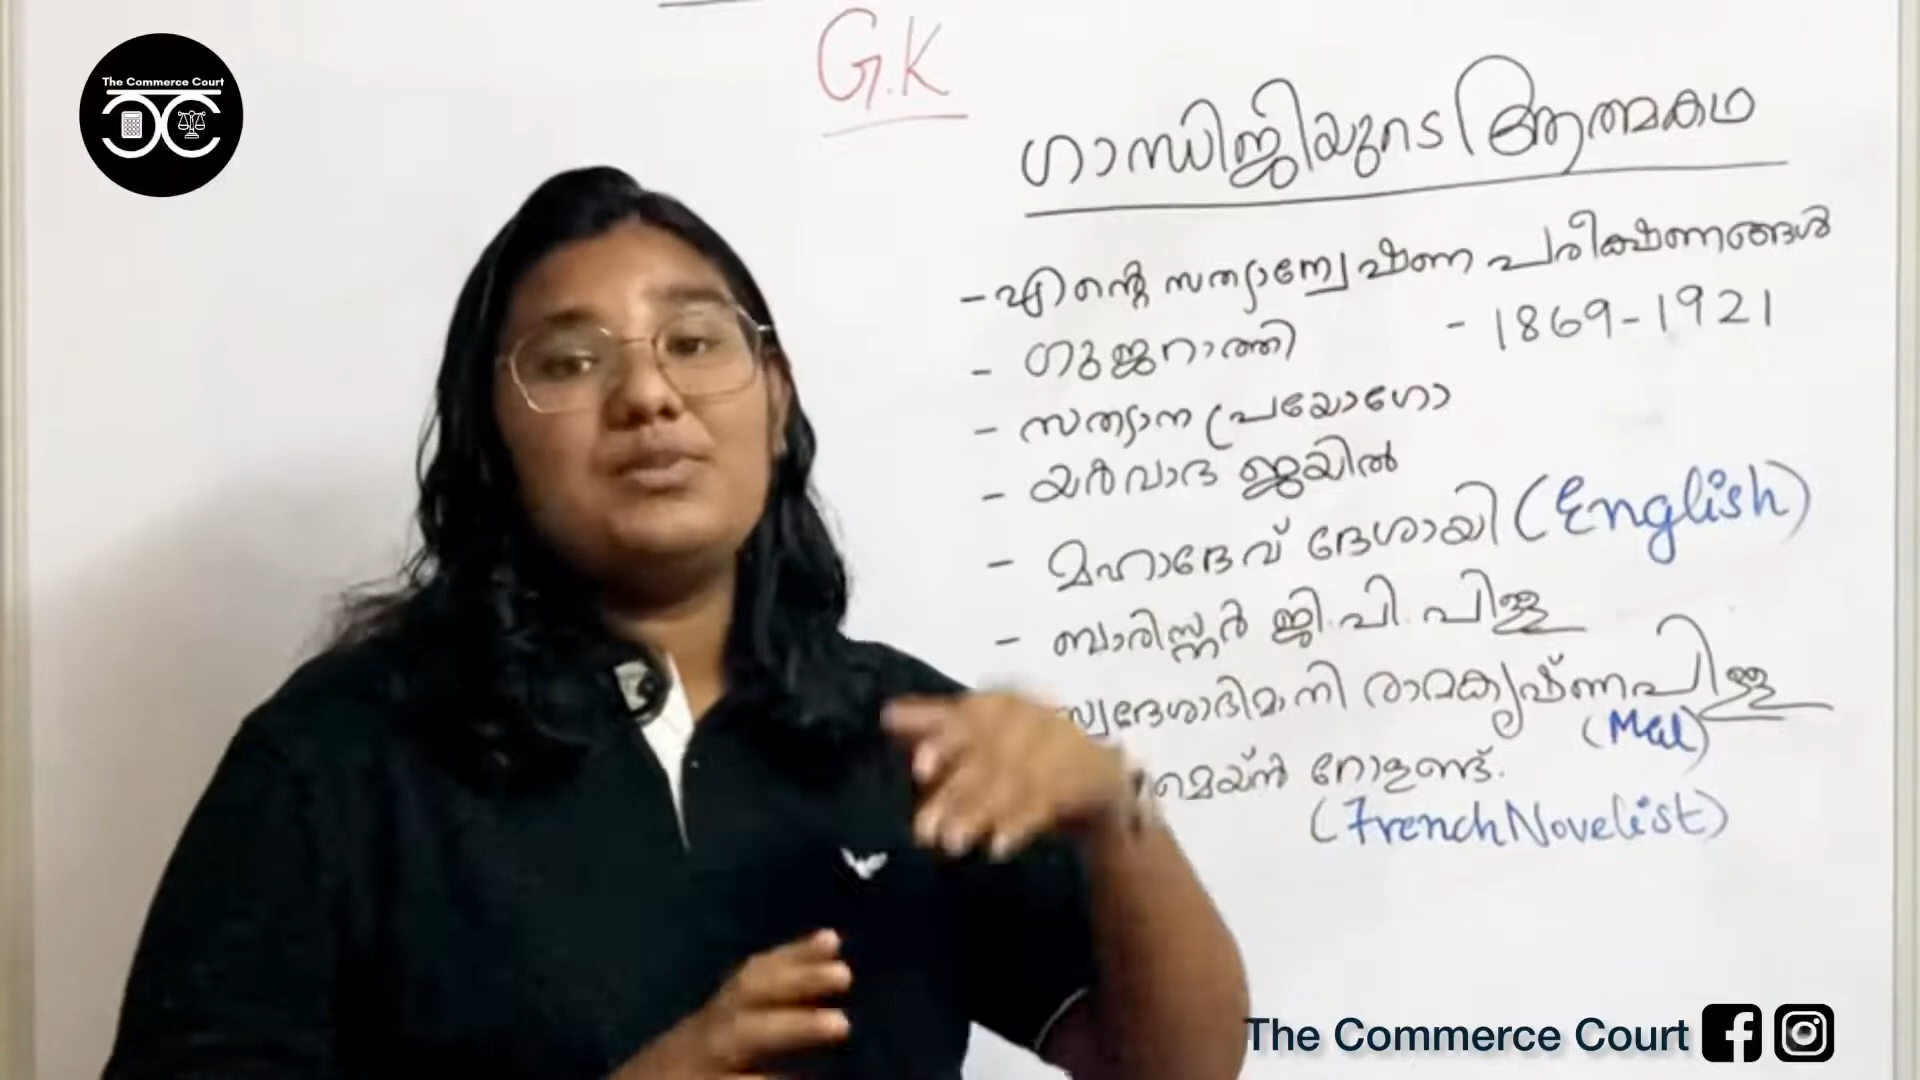 The Commerce Court
G.K
ഗാന്ധിജിയുടെ ആത്മകഥ
- എന്റെ സത്യാന്വേഷണ പരീക്ഷണങ്ങൾ
- ഗുജറാത്തി - 1869-1921
- സത്യാന പ്രയോഗോ
- യർവാദ ജയിൽ
- മഹാദേവ് ദേശായി (English)
- ബാരിസ്റ്റർ ജി.പി. പിള്ള
സ്വദേശാഭിമാനി രാമകൃഷ്ണപിള്ള
(Mal)
മെയ്ൻ റോളണ്ട്.
(French Novelist)
The Commerce Court